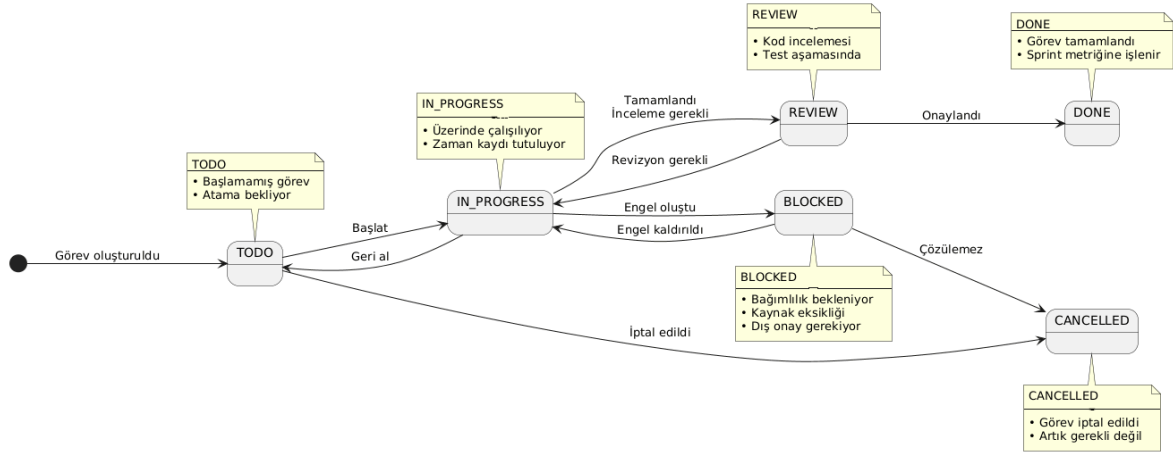 REVIEW
• Kod incelemesi
• Test aşamasında
DONE
• Görev tamamlandı
• Sprint metriğine işlenir
IN_PROGRESS
• Üzerinde çalışılıyor
• Zaman kaydı tutuluyor
Tamamlandı
İnceleme gerekli
REVIEW
Onaylandı
DONE
Revizyon gerekli
TODO
• Başlamamış görev
• Atama bekliyor
IN_PROGRESS
Engel oluştu
BLOCKED
Başlat
Engel kaldırıldı
Görev oluşturuldu
TODO
Geri al
Çözülemez
BLOCKED
• Bağımlılık bekleniyor
• Kaynak eksikliği
• Dış onay gerekiyor
İptal edildi
CANCELLED
CANCELLED
• Görev iptal edildi
• Artık gerekli değil